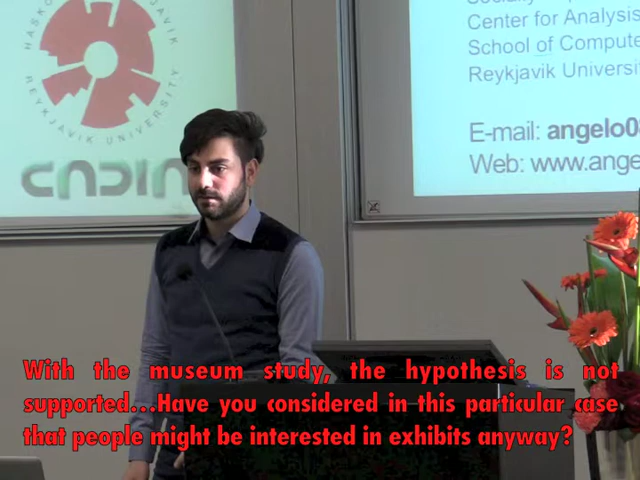 Center for Analysis
School of Compute
Reykjavik Universi
E-mail: angelo0
Web: www.ange
REYKJAVIK UNIVERSITY
CADIA
With the museum study, the hypothesis is not
supported...Have you considered in this particular case
that people might be interested in exhibits anyway?